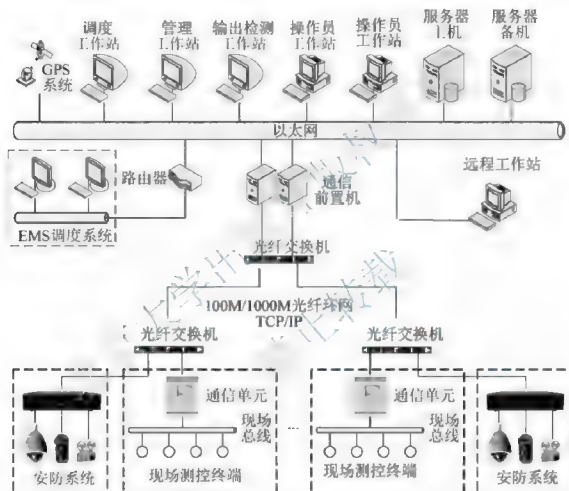 调度
工作站
管理
工作站
输出检测
工作站
操作员
工作站
操作员
工作站
服务器
主机
服务器
备机
GPS
系统
以太网
路由器
通信
前置机
远程工作站
EMS调度系统
光纤交换机
100M/1000M光纤环网
TCP/IP
光纤交换机
光纤交换机
通信单元
现场
总线
...
通信单元
现场
总线
安防系统
现场测控终端
现场测控终端
安防系统